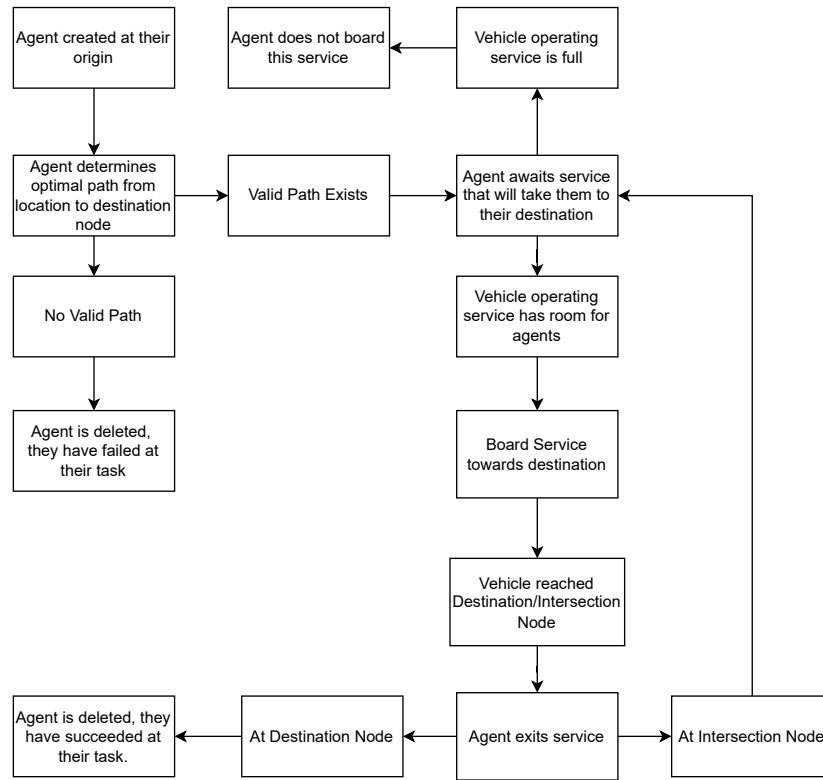 Agent created at their
origin
Agent does not board
this service
Vehicle operating
service is full
Agent determines
optimal path from
location to destination
node
Valid Path Exists
Agent awaits service
that will take them to
their destination
No Valid Path
Vehicle operating
service has room for
agents
Agent is deleted,
they have failed at
their task
Board Service
towards destination
Vehicle reached
Destination/Intersection
Node
Agent is deleted, they
have succeeded at
their task.
At Destination Node
Agent exits service
At Intersection Node